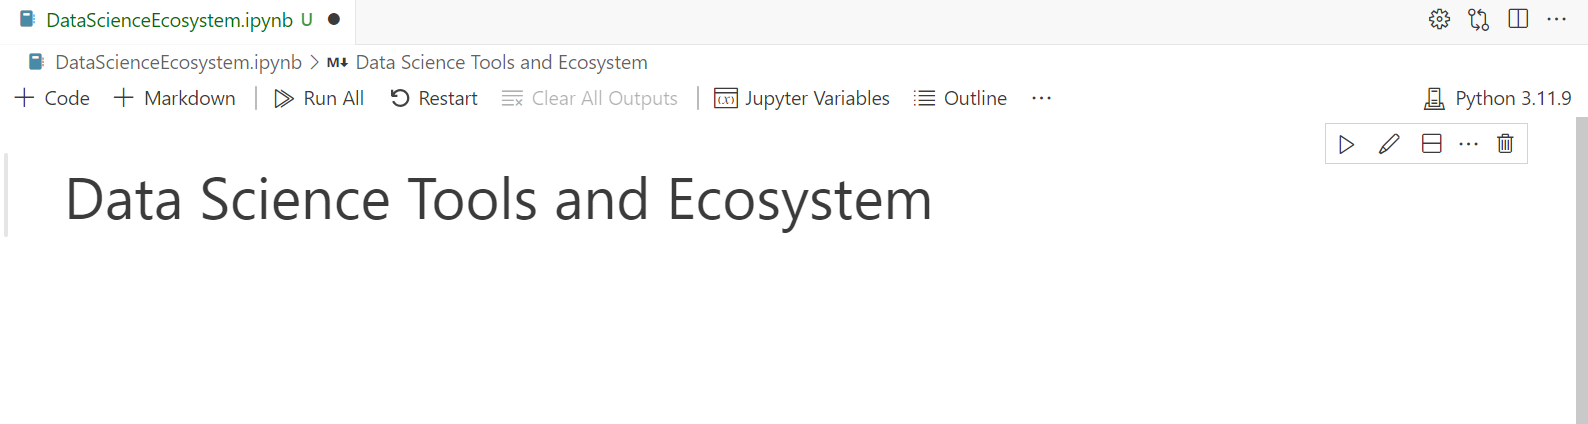 DataScienceEcosystem.ipynb U
DataScienceEcosystem.ipynb > M↓ Data Science Tools and Ecosystem
+ Code + Markdown | Run All Restart Clear All Outputs | (x) Jupyter Variables Outline ... Python 3.11.9
Data Science Tools and Ecosystem